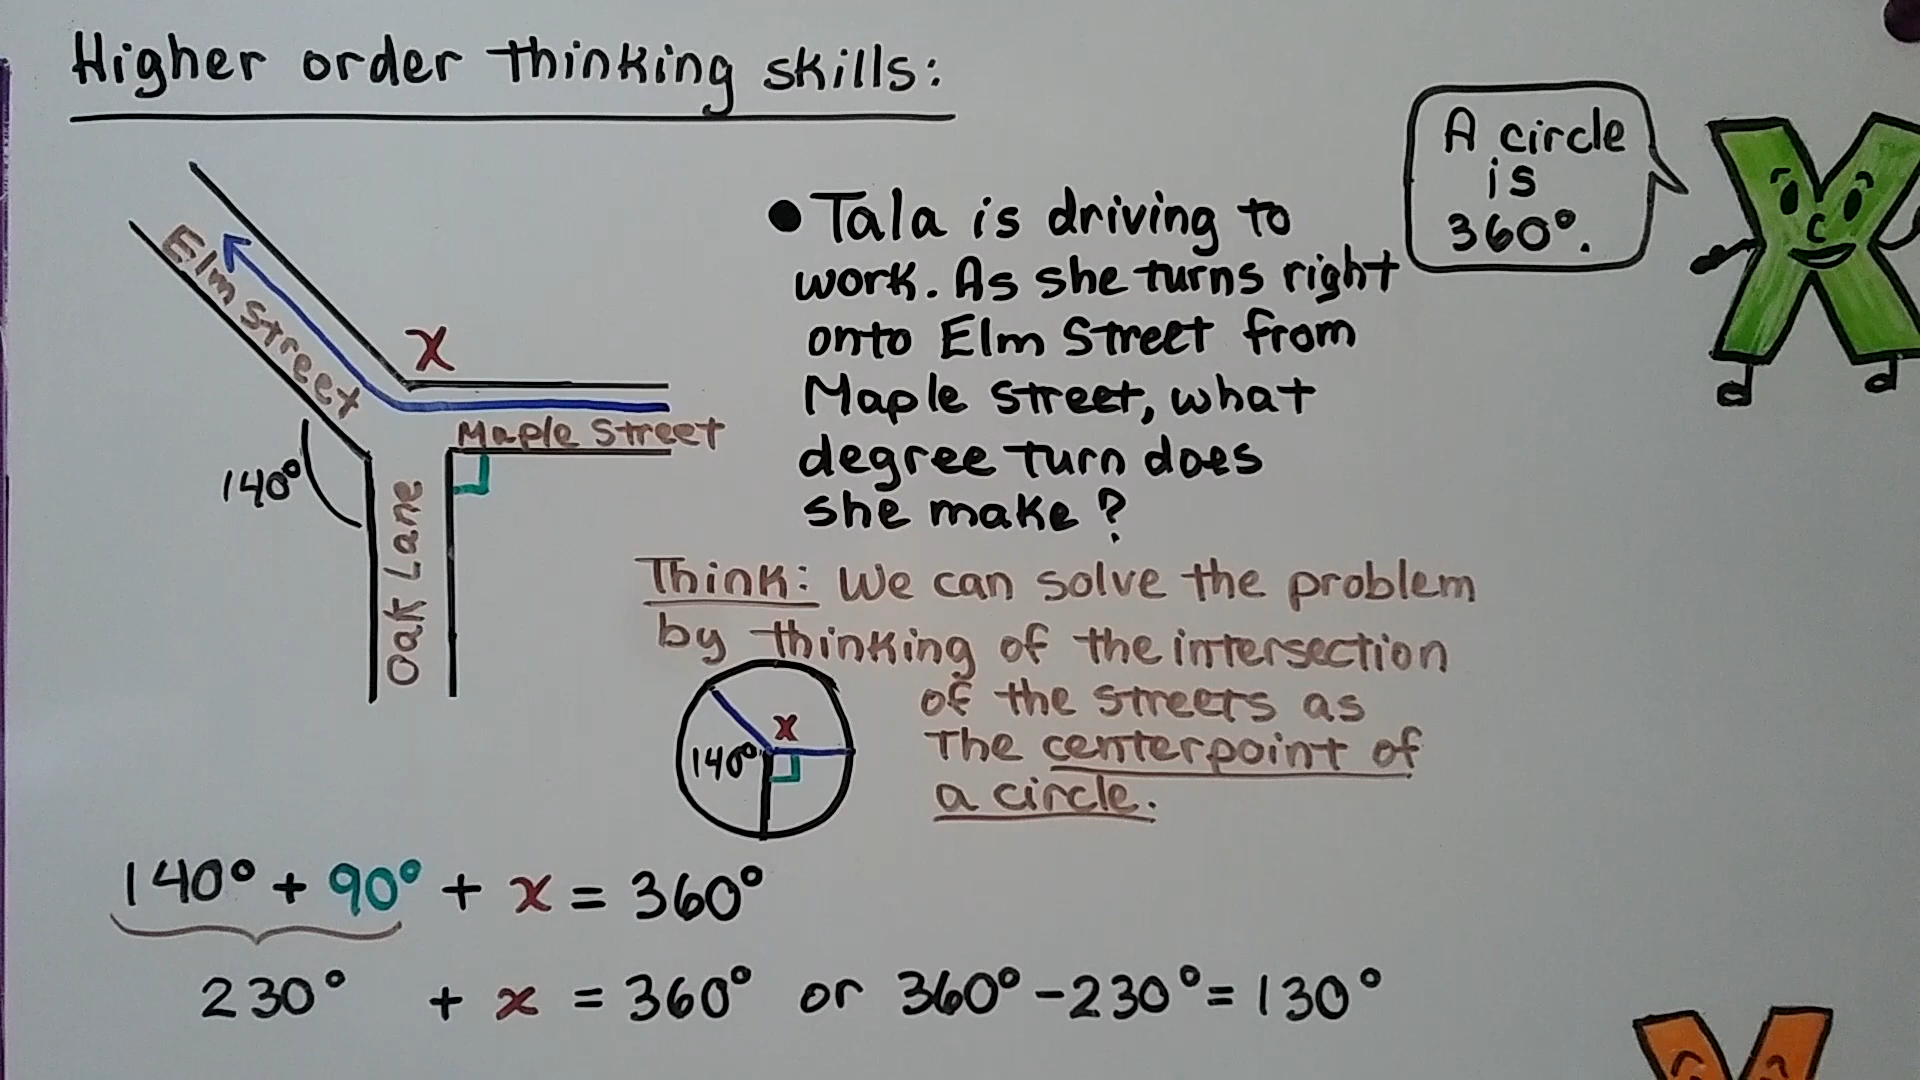 Higher order thinking skills:
A circle
is
360°.
Elm Street
x
Maple Street
140°
Oak Lane
• Tala is driving to
work. As she turns right
onto Elm Street from
Maple Street, what
degree turn does
she make?
Think: We can solve the problem
by thinking of the intersection
of the streets as
the centerpoint of
a circle.
x
140°
140° + 90° + x = 360°
230° + x = 360° or 360° - 230° = 130°